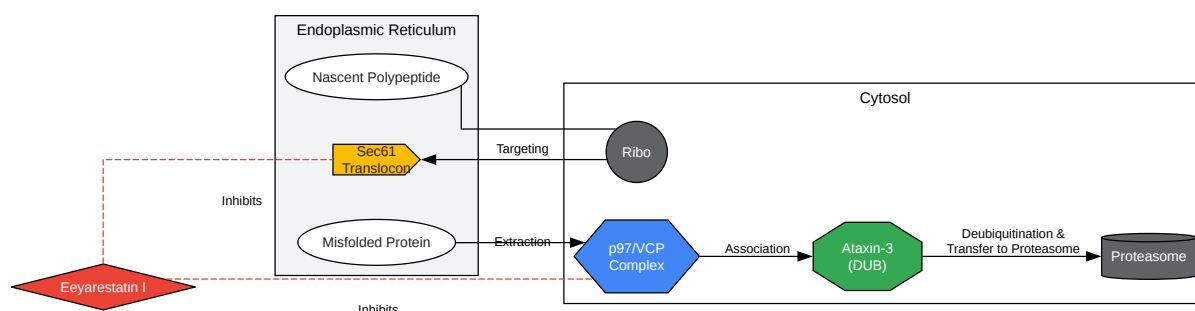 Endoplasmic Reticulum
Nascent Polypeptide
Cytosol
Sec61
Translocon
Targeting
Ribo
Inhibits
Misfolded Protein
Extraction
p97/VCP
Complex
Association
Ataxin-3
(DUB)
Deubiquitination &
Transfer to Proteasome
Proteasome
Eeyarestatin I
Inhibits